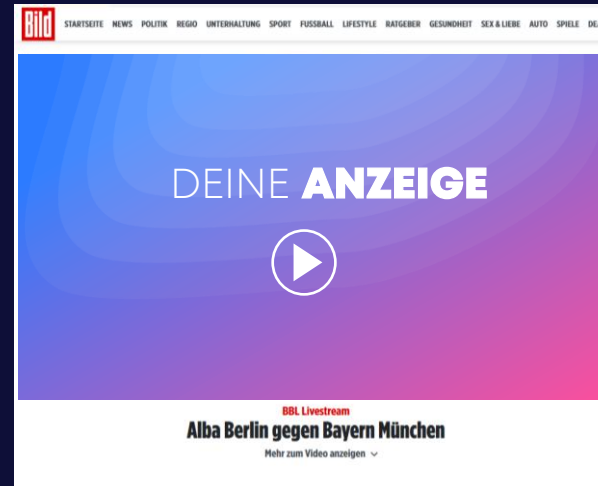 Bild STARTSEITE NEWS POLITIK REGIO UNTERHALTUNG SPORT FUSSBALL LIFESTYLE RATGEBER GESUNDHEIT SEX & LIEBE AUTO SPIELE
DEINE ANZEIGE
BBL Livestream
Alba Berlin gegen Bayern München
Mehr zum Video anzeigen